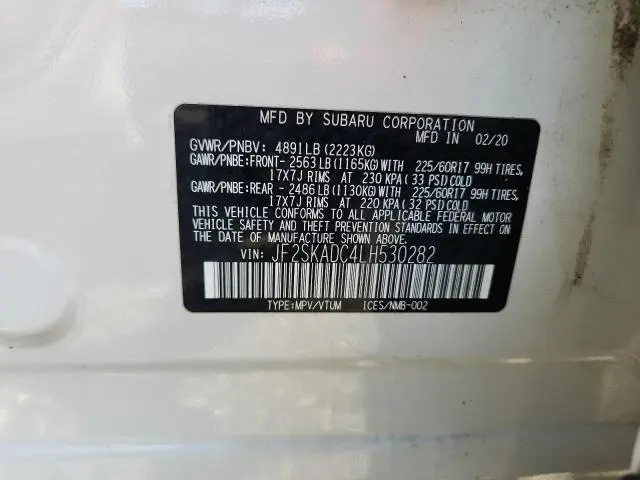 MFD BY SUBARU CORPORATION
MFD IN 02/20
GVWR/PNBV: 4891LB (2223KG)
GAWR/PNBE:FRONT- 2563LB (1165KG)WITH 225/60R17 99H TIRES,
17X7J RIMS AT 230 KPA (33 PSI)COLD
GAWR/PNBE:REAR - 2486LB (1130KG)WITH 225/60R17 99H TIRES,
17X7J RIMS AT 220 KPA (32 PSI)COLD
THIS VEHICLE CONFORMS TO ALL APPLICABLE FEDERAL MOTOR
VEHICLE SAFETY AND THEFT PREVENTION STANDARDS IN EFFECT
ON THE DATE OF MANUFACTURE SHOWN ABOVE.
VIN: JF2SKADC4LH530282
TYPE:MPV/VTUM ICES/NMB-002